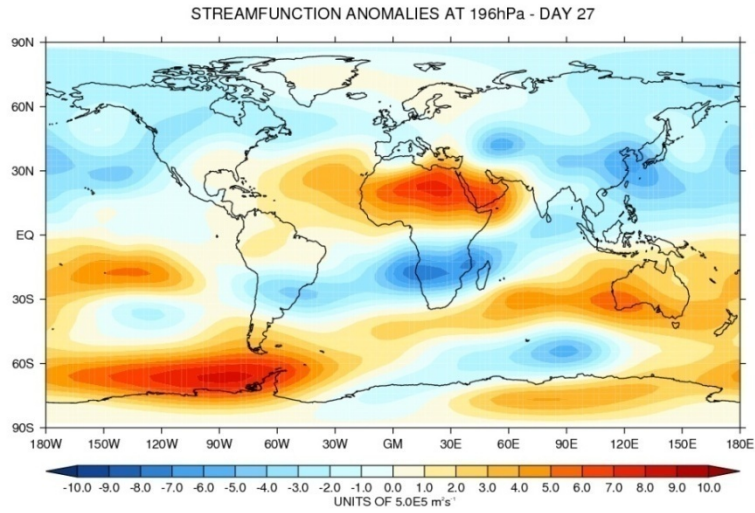 STREAMFUNCTION ANOMALIES AT 196hPa - DAY 27
90N
60N
30N
EQ
30S
60S
90S
180W 150W 120W 90W 60W 30W GM 30E 60E 90E 120E 150E 180E
-10.0 -9.0 -8.0 -7.0 -6.0 -5.0 -4.0 -3.0 -2.0 -1.0 0.0 1.0 2.0 3.0 4.0 5.0 6.0 7.0 8.0 9.0 10.0
UNITS OF 5.0E5 m²s⁻¹